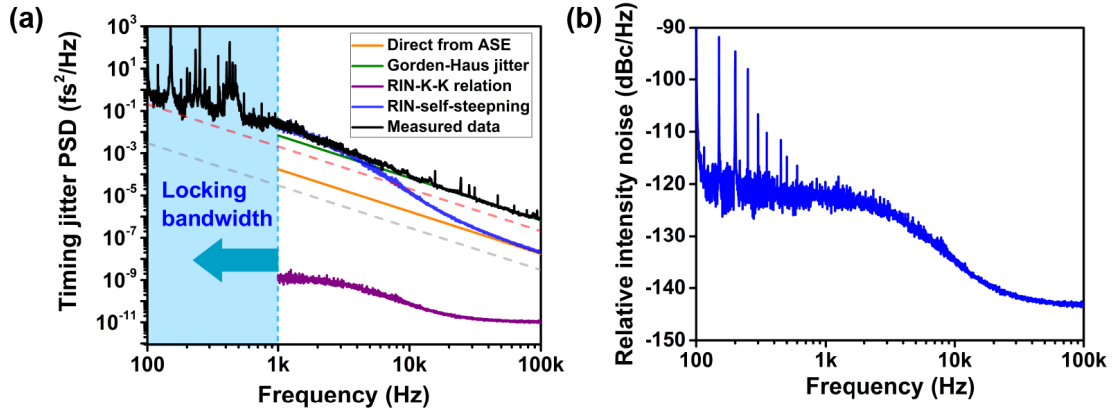 (a)
Timing jitter PSD (fs²/Hz)
10³
10¹
10⁻¹
10⁻³
10⁻⁵
10⁻⁷
10⁻⁹
10⁻¹¹
Direct from ASE
Gorden-Haus jitter
RIN-K-K relation
RIN-self-steepning
Measured data
Locking
bandwidth
100
1k
10k
100k
Frequency (Hz)
(b)
Relative intensity noise (dBc/Hz)
-90
-100
-110
-120
-130
-140
-150
100
1k
10k
100k
Frequency (Hz)